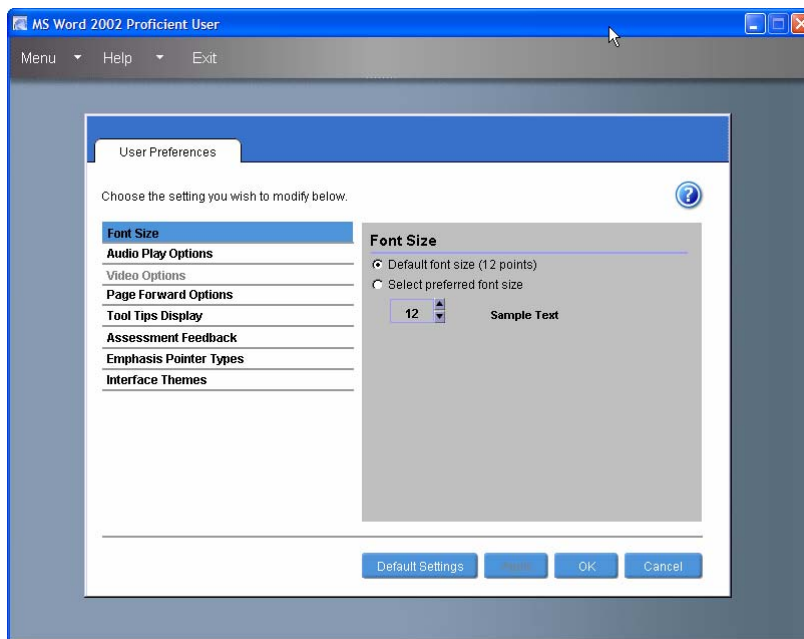 MS Word 2002 Proficient User
Menu Help Exit
User Preferences
Choose the setting you wish to modify below.
?
Font Size
Audio Play Options
Video Options
Page Forward Options
Tool Tips Display
Assessment Feedback
Emphasis Pointer Types
Interface Themes
Font Size
Default font size (12 points)
Select preferred font size
12 Sample Text
Default Settings Apply OK Cancel